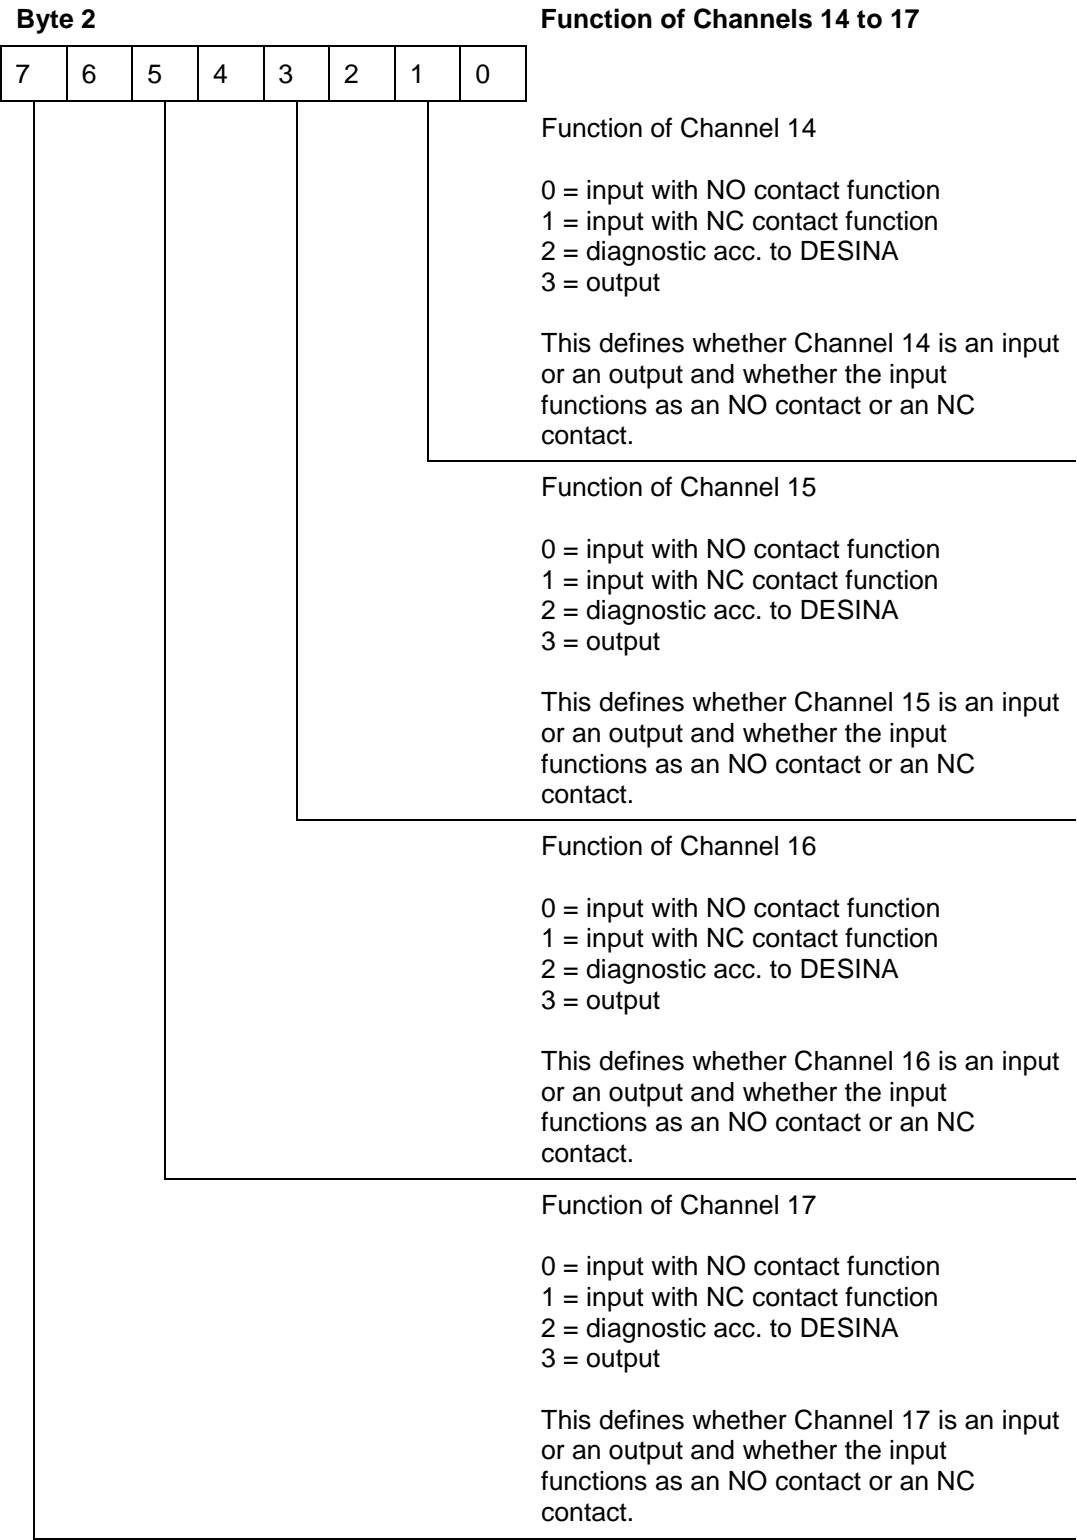 Byte 2 Function of Channels 14 to 17
7 6 5 4 3 2 1 0
Function of Channel 14
0 = input with NO contact function
1 = input with NC contact function
2 = diagnostic acc. to DESINA
3 = output
This defines whether Channel 14 is an input
or an output and whether the input
functions as an NO contact or an NC
contact.
Function of Channel 15
0 = input with NO contact function
1 = input with NC contact function
2 = diagnostic acc. to DESINA
3 = output
This defines whether Channel 15 is an input
or an output and whether the input
functions as an NO contact or an NC
contact.
Function of Channel 16
0 = input with NO contact function
1 = input with NC contact function
2 = diagnostic acc. to DESINA
3 = output
This defines whether Channel 16 is an input
or an output and whether the input
functions as an NO contact or an NC
contact.
Function of Channel 17
0 = input with NO contact function
1 = input with NC contact function
2 = diagnostic acc. to DESINA
3 = output
This defines whether Channel 17 is an input
or an output and whether the input
functions as an NO contact or an NC
contact.